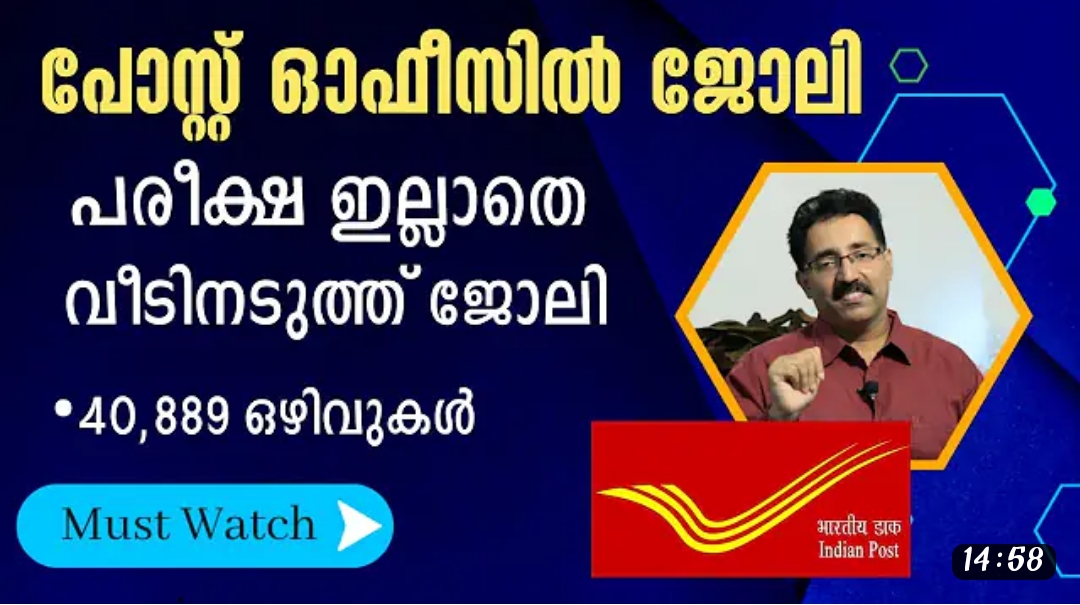 പോസ്റ്റ് ഓഫീസിൽ ജോലി
പരീക്ഷ ഇല്ലാതെ
വീടിനടുത്ത് ജോലി
•40,889 ഒഴിവുകൾ
Must Watch
भारतीय डाक
Indian Post
14:58